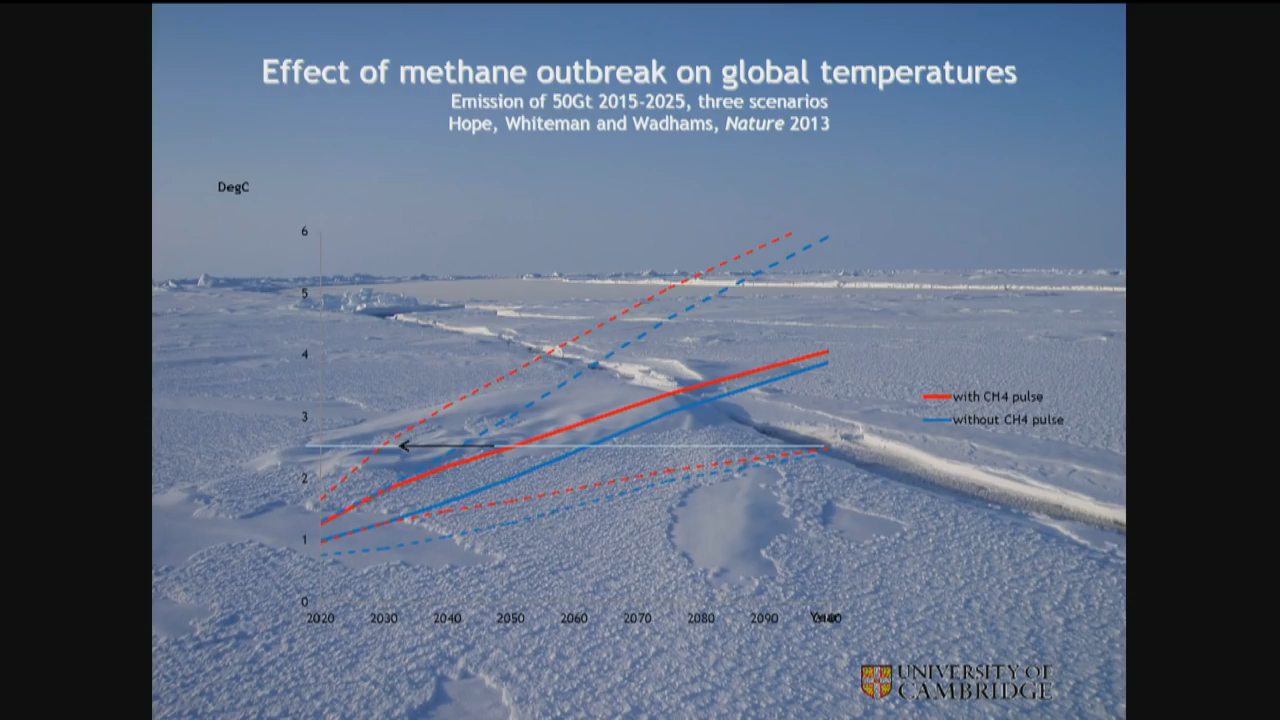 Effect of methane outbreak on global temperatures
Emission of 50Gt 2015-2025, three scenarios
Hope, Whiteman and Wadhams, Nature 2013
DegC
6
5
4
3
2
1
0
2020 2030 2040 2050 2060 2070 2080 2090
with CH4 pulse
without CH4 pulse
UNIVERSITY OF
CAMBRIDGE